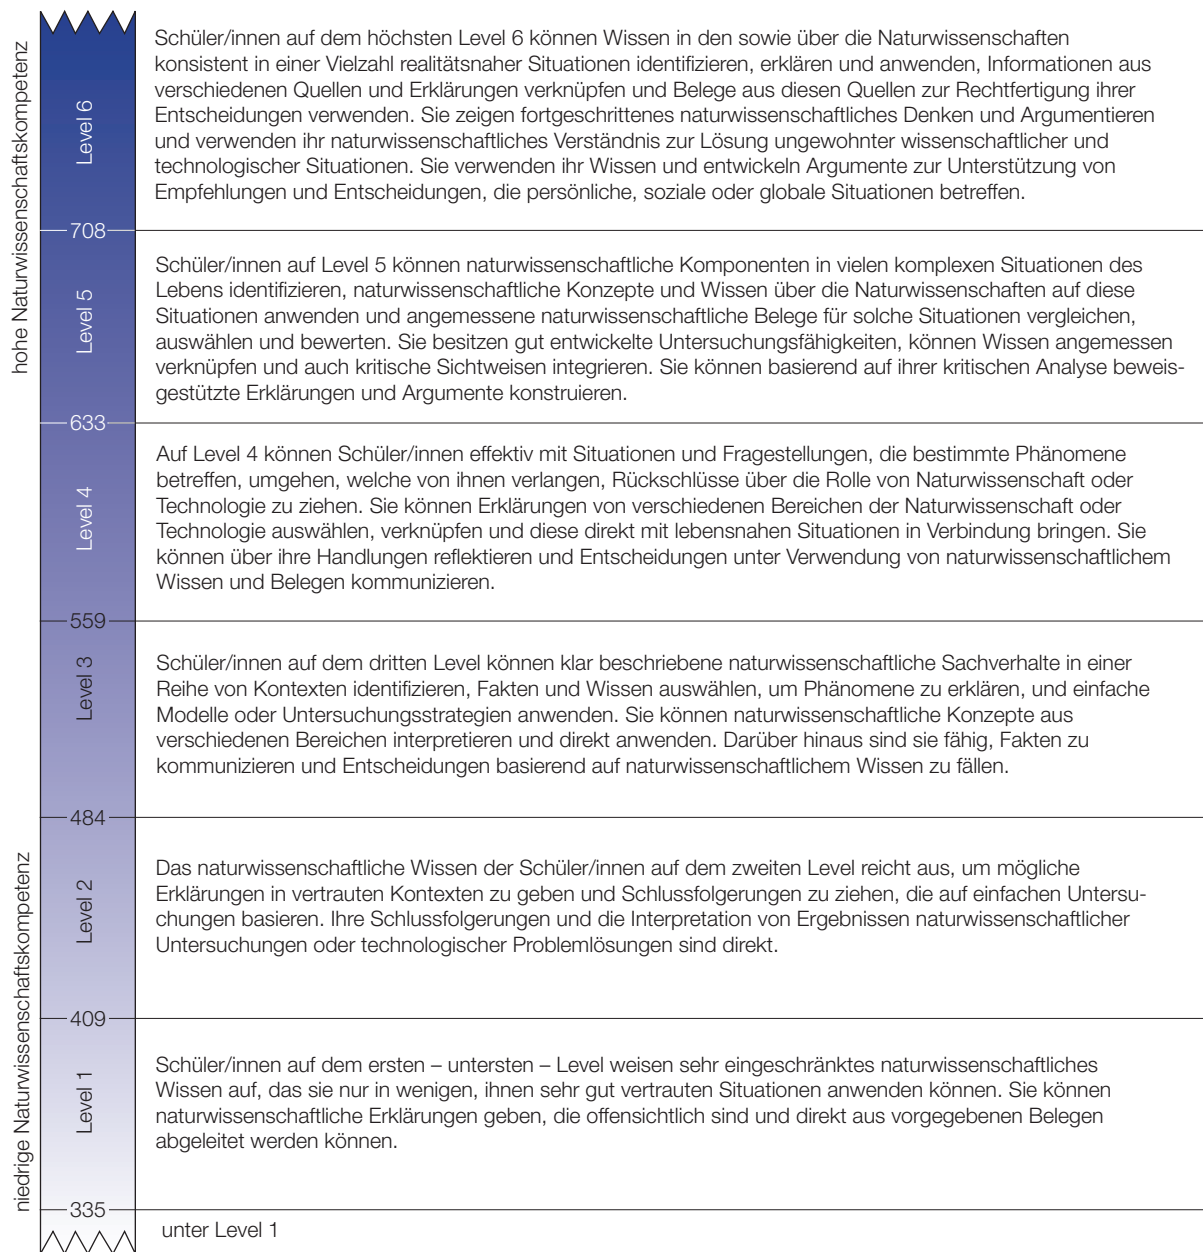 hohe Naturwissenschaftskompetenz
Level 6
Schüler/innen auf dem höchsten Level 6 können Wissen in den sowie über die Naturwissenschaften
konsistent in einer Vielzahl realitätsnaher Situationen identifizieren, erklären und anwenden, Informationen aus
verschiedenen Quellen und Erklärungen verknüpfen und Belege aus diesen Quellen zur Rechtfertigung ihrer
Entscheidungen verwenden. Sie zeigen fortgeschrittenes naturwissenschaftliches Denken und Argumentieren
und verwenden ihr naturwissenschaftliches Verständnis zur Lösung ungewohnter wissenschaftlicher und
technologischer Situationen. Sie verwenden ihr Wissen und entwickeln Argumente zur Unterstützung von
Empfehlungen und Entscheidungen, die persönliche, soziale oder globale Situationen betreffen.
708
Level 5
Schüler/innen auf Level 5 können naturwissenschaftliche Komponenten in vielen komplexen Situationen des
Lebens identifizieren, naturwissenschaftliche Konzepte und Wissen über die Naturwissenschaften auf diese
Situationen anwenden und angemessene naturwissenschaftliche Belege für solche Situationen vergleichen,
auswählen und bewerten. Sie besitzen gut entwickelte Untersuchungsfähigkeiten, können Wissen angemessen
verknüpfen und auch kritische Sichtweisen integrieren. Sie können basierend auf ihrer kritischen Analyse beweis-
gestützte Erklärungen und Argumente konstruieren.
633
Level 4
Auf Level 4 können Schüler/innen effektiv mit Situationen und Fragestellungen, die bestimmte Phänomene
betreffen, umgehen, welche von ihnen verlangen, Rückschlüsse über die Rolle von Naturwissenschaft oder
Technologie zu ziehen. Sie können Erklärungen von verschiedenen Bereichen der Naturwissenschaft oder
Technologie auswählen, verknüpfen und diese direkt mit lebensnahen Situationen in Verbindung bringen. Sie
können über ihre Handlungen reflektieren und Entscheidungen unter Verwendung von naturwissenschaftlichem
Wissen und Belegen kommunizieren.
559
Level 3
Schüler/innen auf dem dritten Level können klar beschriebene naturwissenschaftliche Sachverhalte in einer
Reihe von Kontexten identifizieren, Fakten und Wissen auswählen, um Phänomene zu erklären, und einfache
Modelle oder Untersuchungsstrategien anwenden. Sie können naturwissenschaftliche Konzepte aus
verschiedenen Bereichen interpretieren und direkt anwenden. Darüber hinaus sind sie fähig, Fakten zu
kommunizieren und Entscheidungen basierend auf naturwissenschaftlichem Wissen zu fällen.
484
niedrige Naturwissenschaftskompetenz
Level 2
Das naturwissenschaftliche Wissen der Schüler/innen auf dem zweiten Level reicht aus, um mögliche
Erklärungen in vertrauten Kontexten zu geben und Schlussfolgerungen zu ziehen, die auf einfachen Untersu-
chungen basieren. Ihre Schlussfolgerungen und die Interpretation von Ergebnissen naturwissenschaftlicher
Untersuchungen oder technologischer Problemlösungen sind direkt.
409
Level 1
Schüler/innen auf dem ersten – untersten – Level weisen sehr eingeschränktes naturwissenschaftliches
Wissen auf, das sie nur in wenigen, ihnen sehr gut vertrauten Situationen anwenden können. Sie können
naturwissenschaftliche Erklärungen geben, die offensichtlich sind und direkt aus vorgegebenen Belegen
abgeleitet werden können.
335
unter Level 1